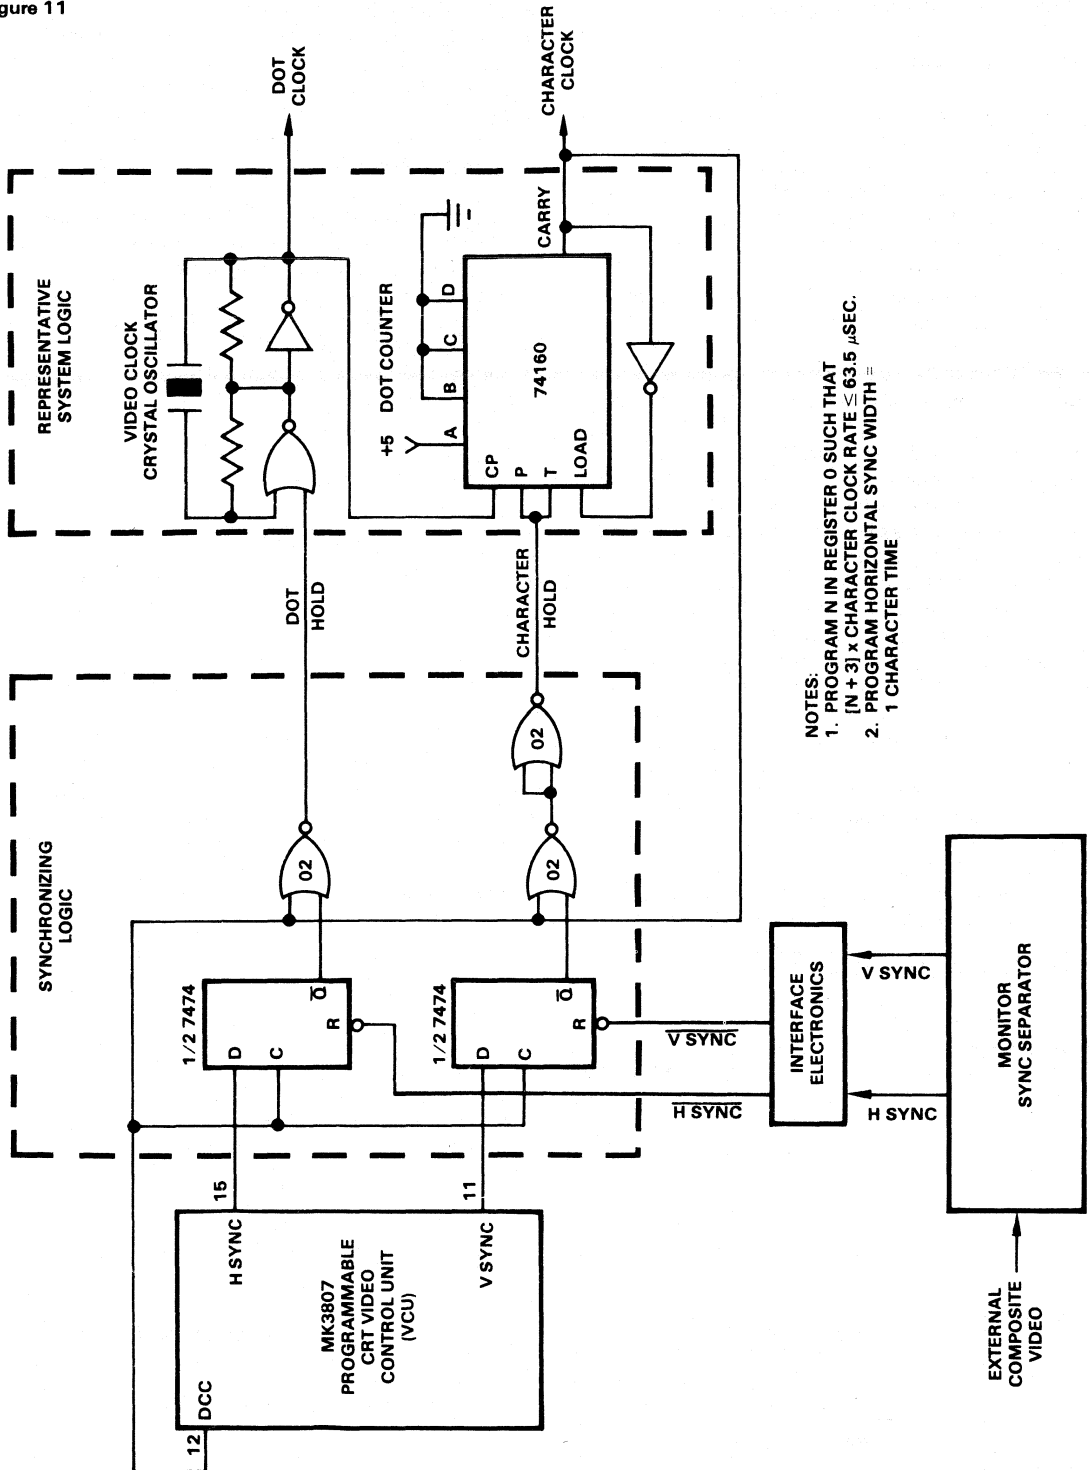 gure 11
DOT
CLOCK
CHARACTER
CLOCK
REPRESENTATIVE
SYSTEM LOGIC
VIDEO CLOCK
CRYSTAL OSCILLATOR
DOT COUNTER
+5
A
B
C
D
CARRY
74160
CP
P
T
LOAD
DOT
HOLD
CHARACTER
HOLD
SYNCHRONIZING
LOGIC
02
02
02
1/2 7474
D
C
Q
R
1/2 7474
D
C
Q
R
V SYNC
H SYNC
INTERFACE
ELECTRONICS
V SYNC
H SYNC
MONITOR
SYNC SEPARATOR
EXTERNAL
COMPOSITE
VIDEO
15
11
12
H SYNC
V SYNC
DCC
MK3807
PROGRAMMABLE
CRT VIDEO
CONTROL UNIT
(VCU)
NOTES:
1. PROGRAM N IN REGISTER 0 SUCH THAT
[N + 3] x CHARACTER CLOCK RATE ≤ 63.5 µSEC.
2. PROGRAM HORIZONTAL SYNC WIDTH =
1 CHARACTER TIME